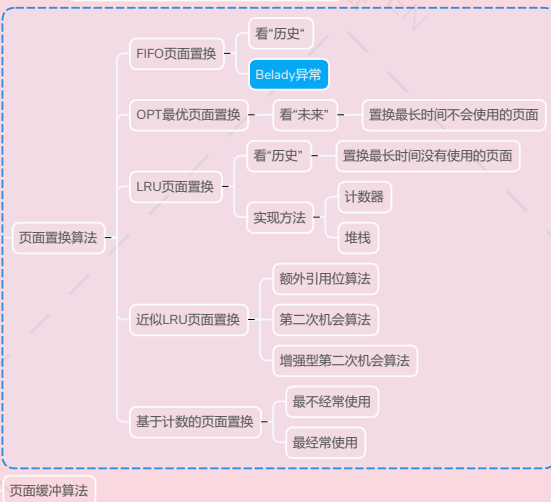 看“历史“
FIFO页面置换
Belady异常
OPT最优页面置换
看“未来”
置换最长时间不会使用的页面
看“历史”
置换最长时间没有使用的页面
LRU页面置换
计数器
实现方法
堆栈
页面置换算法
额外引用位算法
近似LRU页面置换
第二次机会算法
增强型第二次机会算法
最不经常使用
基于计数的页面置换
最经常使用
页面缓冲算法